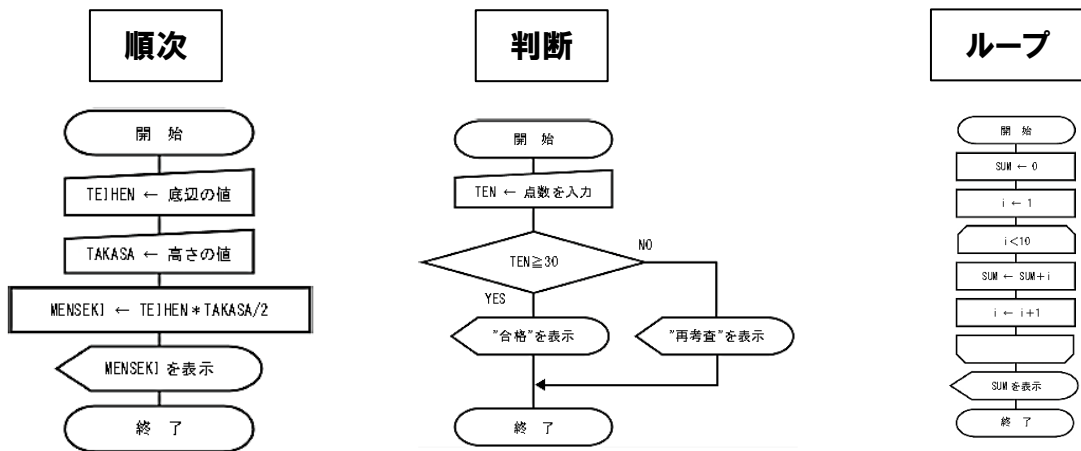 順次
開 始
TEIHEN ← 底辺の値
TAKASA ← 高さの値
MENSEKI ← TEIHEN*TAKASA/2
MENSEKI を表示
終 了
判断
開 始
TEN ← 点数を入力
TEN≧30
NO
YES
"合格"を表示
"再考査"を表示
終 了
ループ
開 始
SUM ← 0
i ← 1
i<10
SUM ← SUM+i
i ← i+1
SUM を表示
終 了